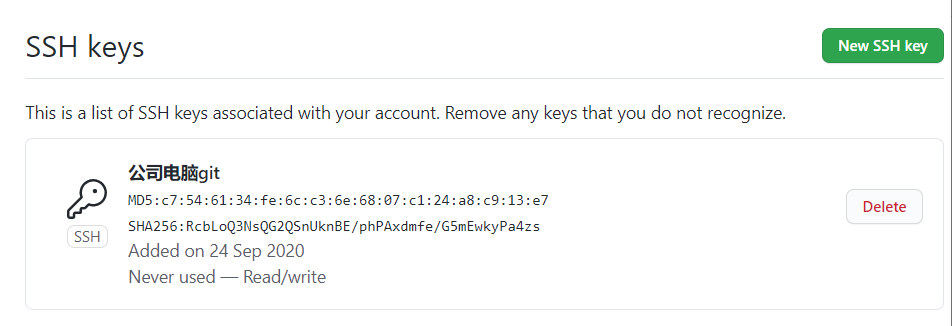 SSH keys
New SSH key
This is a list of SSH keys associated with your account. Remove any keys that you do not recognize.
公司电脑git
MD5:c7:54:61:34:fe:6c:c3:6e:68:07:c1:24:a8:c9:13:e7
SHA256:RcbLoQ3NsQG2QSnUknBE/phPAxdmfe/G5mEwkyPa4zs
Delete
SSH
Added on 24 Sep 2020
Never used — Read/write